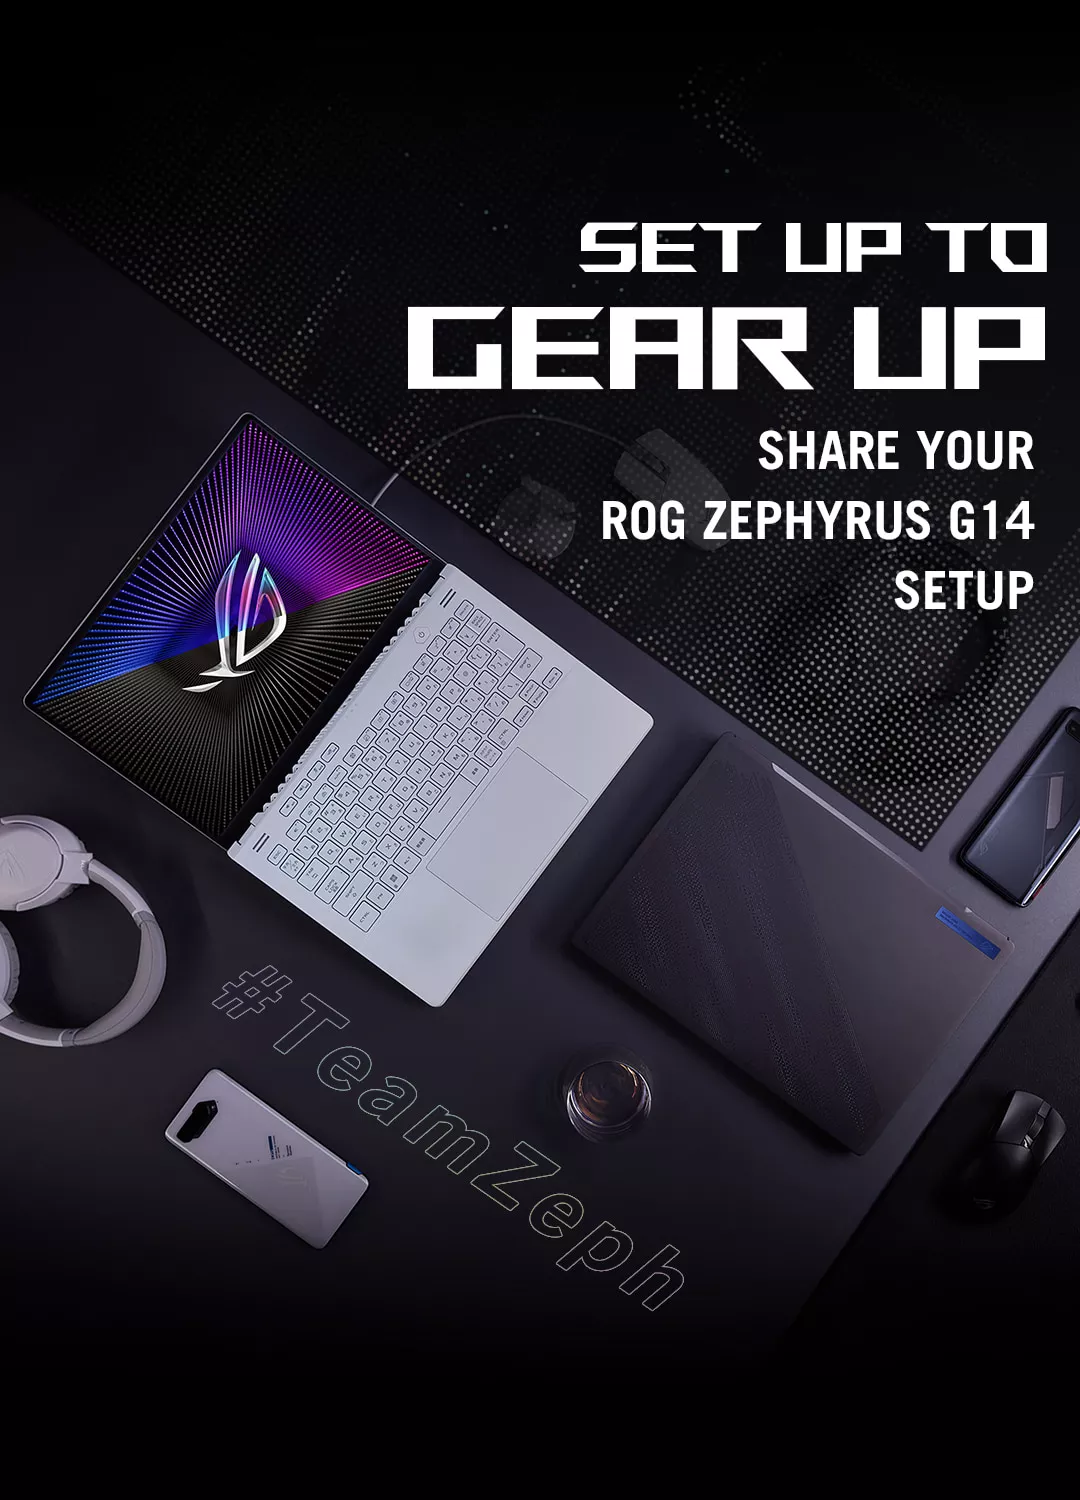 SET UP TO
GEAR UP
SHARE YOUR
ROG ZEPHYRUS G14
SETUP
#TeamZeph